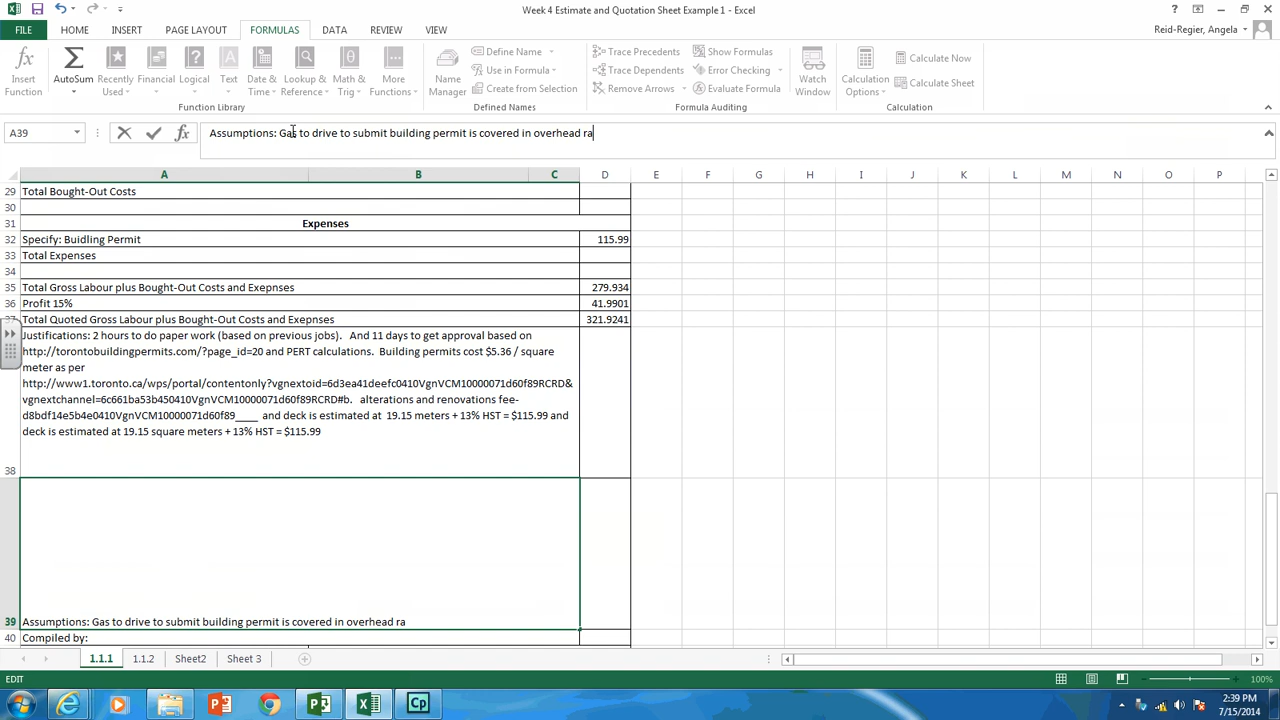 Week 4 Estimate and Quotation Sheet Example 1 - Excel
FILE HOME INSERT PAGE LAYOUT FORMULAS DATA REVIEW VIEW Reid-Regier, Angela
Insert Function
AutoSum
Recently Used
Financial
Logical
Text
Date & Time
Lookup & Reference
Math & Trig
More Functions
Name Manager
Define Name
Use in Formula
Create from Selection
Trace Precedents
Trace Dependents
Remove Arrows
Show Formulas
Error Checking
Evaluate Formula
Watch Window
Calculation Options
Calculate Now
Calculate Sheet
Function Library Defined Names Formula Auditing Calculation
A39 fx Assumptions: Gas to drive to submit building permit is covered in overhead ra
A B C D E F G H I J K L M N O P
29 Total Bought-Out Costs
30
31 Expenses
32 Specify: Buidling Permit 115.99
33 Total Expenses
34
35 Total Gross Labour plus Bought-Out Costs and Exepnses 279.934
36 Profit 15% 41.9901
37 Total Quoted Gross Labour plus Bought-Out Costs and Exepnses 321.9241
Justifications: 2 hours to do paper work (based on previous jobs). And 11 days to get approval based on
http://torontobuildingpermits.com/?page_id=20 and PERT calculations. Building permits cost $5.36 / square
meter as per
http://www1.toronto.ca/wps/portal/contentonly?vgnextoid=6d3ea41deefc0410VgnVCM10000071d60f89RCRD&
vgnextchannel=6c661ba53b450410VgnVCM10000071d60f89RCRD#b. alterations and renovations fee-
d8bdf14e5b4e0410VgnVCM10000071d60f89____ and deck is estimated at 19.15 meters + 13% HST = $115.99 and
deck is estimated at 19.15 square meters + 13% HST = $115.99
38
39 Assumptions: Gas to drive to submit building permit is covered in overhead ra
40 Compiled by:
1.1.1 1.1.2 Sheet2 Sheet 3
EDIT 100%
2:39 PM
7/15/2014